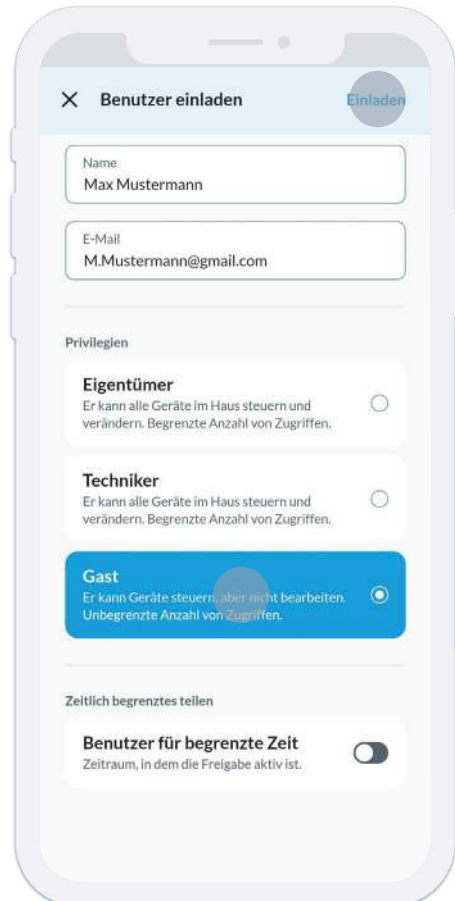 Benutzer einladen
Einladen
Name
Max Mustermann
E-Mail
M.Mustermann@gmail.com
Privilegien
Eigentümer
Er kann alle Geräte im Haus steuern und
verändern. Begrenzte Anzahl von Zugriffen.
Techniker
Er kann alle Geräte im Haus steuern und
verändern. Begrenzte Anzahl von Zugriffen.
Gast
Er kann Geräte steuern, aber nicht bearbeiten.
Unbegrenzte Anzahl von Zugriffen.
Zeitlich begrenztes teilen
Benutzer für begrenzte Zeit
Zeitraum, in dem die Freigabe aktiv ist.